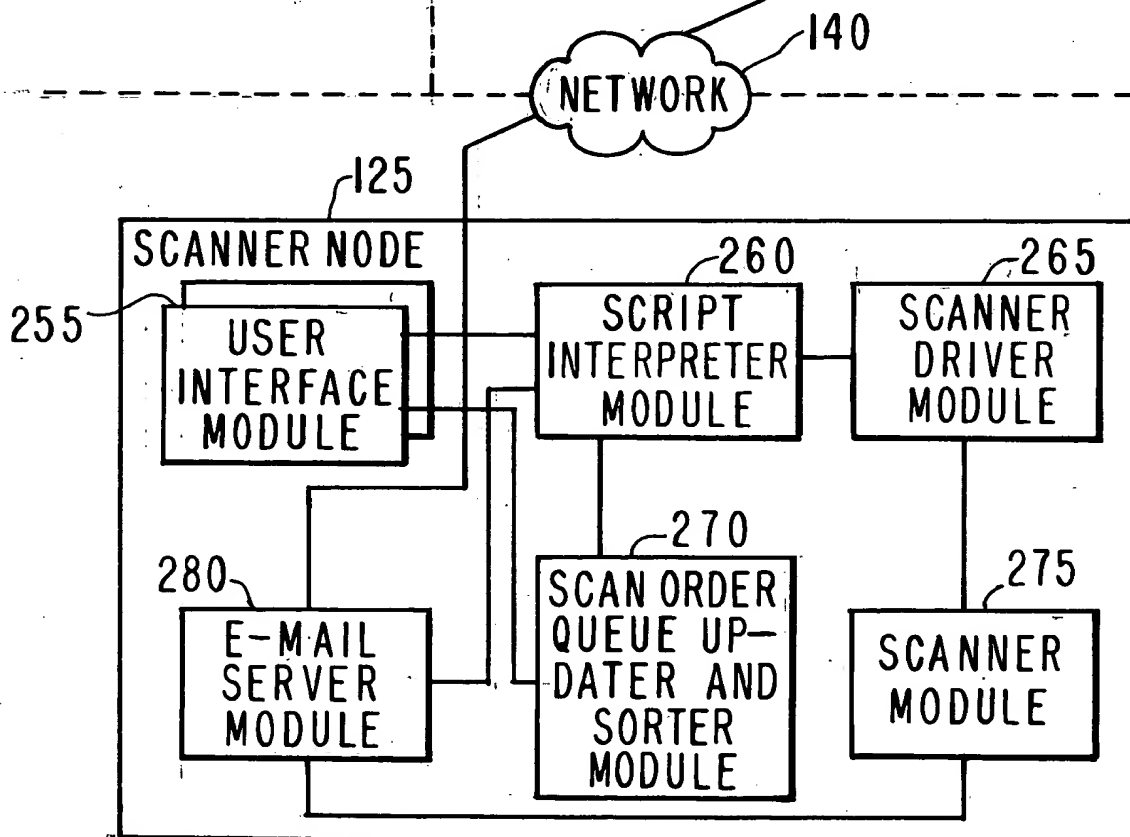 140
NETWORK
125
SCANNER NODE
255
USER
INTERFACE
MODULE
260
SCRIPT
INTERPRETER
MODULE
265
SCANNER
DRIVER
MODULE
280
E-MAIL
SERVER
MODULE
270
SCAN ORDER
QUEUE UP-
DATER AND
SORTER
MODULE
275
SCANNER
MODULE